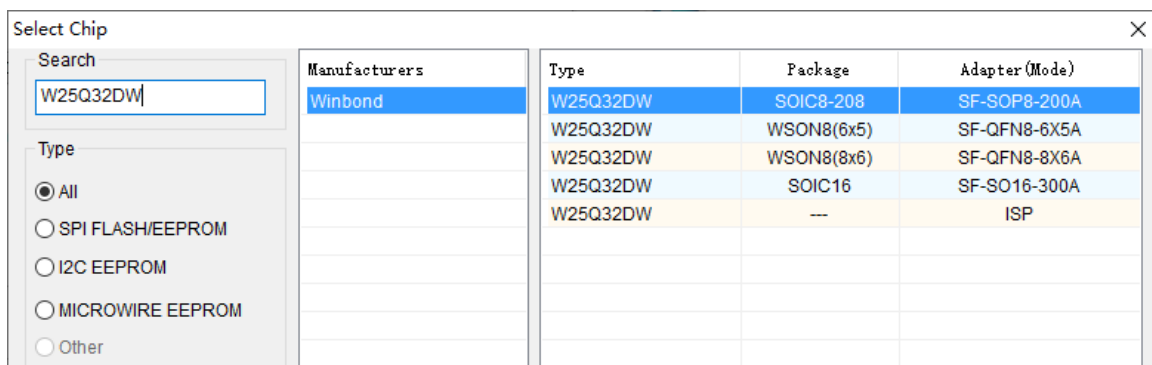 Select Chip
Search
W25Q32DW
Type
All
SPI FLASH/EEPROM
I2C EEPROM
MICROWIRE EEPROM
Other
Manufacturers
Winbond
Type Package Adapter(Mode)
W25Q32DW SOIC8-208 SF-SOP8-200A
W25Q32DW WSON8(6x5) SF-QFN8-6X5A
W25Q32DW WSON8(8x6) SF-QFN8-8X6A
W25Q32DW SOIC16 SF-SO16-300A
W25Q32DW --- ISP